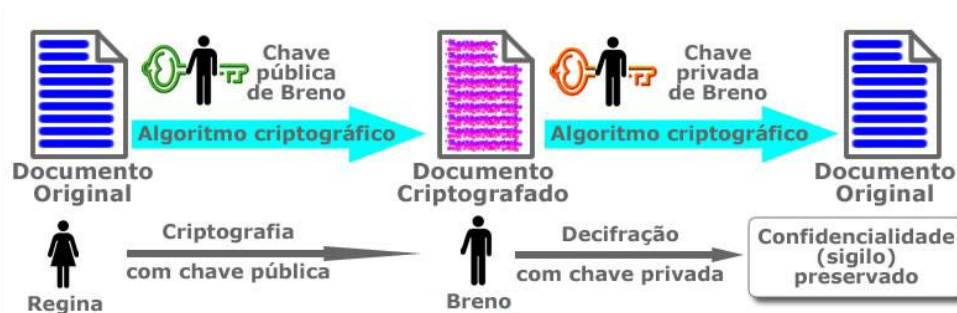 Chave
pública
de Breno
Chave
privada
de Breno
Algoritmo criptográfico
Algoritmo criptográfico
Documento
Original
Documento
Criptografado
Documento
Original
Criptografia
com chave pública
Decifração
com chave privada
Confidencialidade
(sigilo)
preservado
Regina
Breno